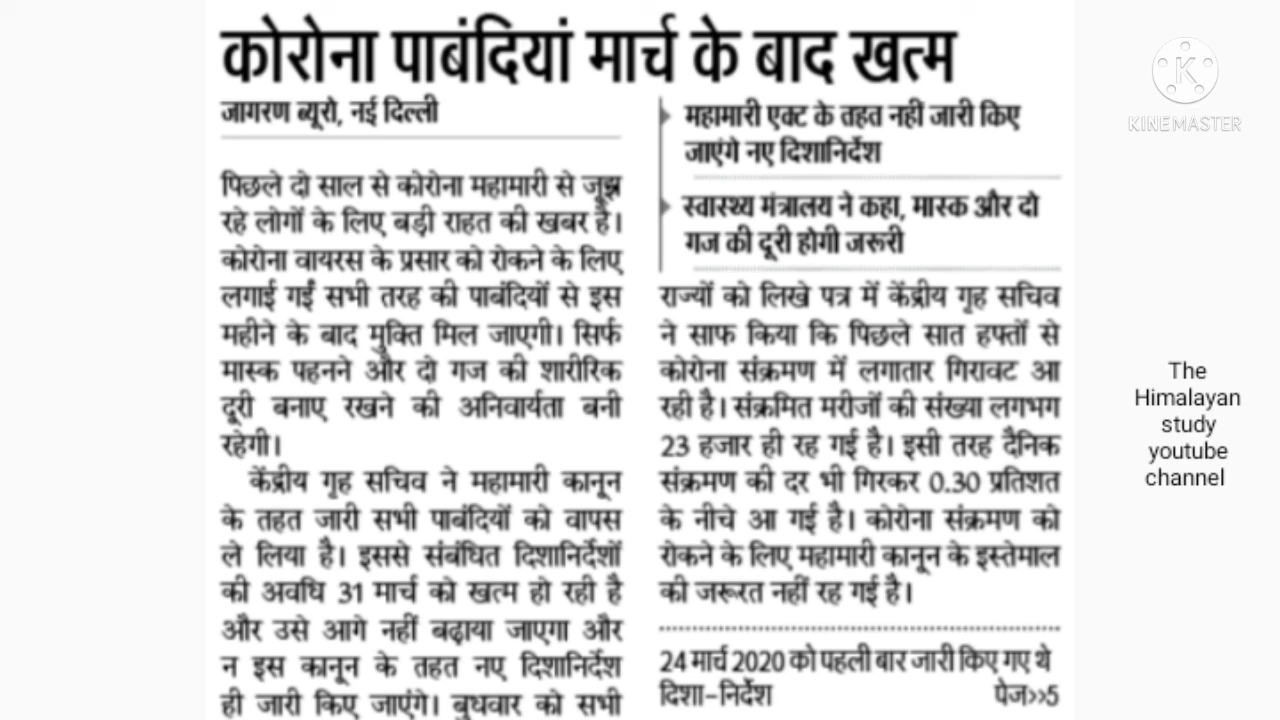 कोरोना पाबंदियां मार्च के बाद खत्म
जागरण ब्यूरो, नई दिल्ली
पिछले दो साल से कोरोना महामारी से जूझ
रहे लोगों के लिए बड़ी राहत की खबर है।
कोरोना वायरस के प्रसार को रोकने के लिए
लगाई गईं सभी तरह की पाबंदियों से इस
महीने के बाद मुक्ति मिल जाएगी। सिर्फ
मास्क पहनने और दो गज की शारीरिक
दूरी बनाए रखने की अनिवार्यता बनी
रहेगी।
केंद्रीय गृह सचिव ने महामारी कानून
के तहत जारी सभी पाबंदियों को वापस
ले लिया है। इससे संबंधित दिशानिर्देशों
की अवधि 31 मार्च को खत्म हो रही है
और उसे आगे नहीं बढ़ाया जाएगा और
न इस कानून के तहत नए दिशानिर्देश
ही जारी किए जाएंगे। बुधवार को सभी
महामारी एक्ट के तहत नहीं जारी किए
जाएंगे नए दिशानिर्देश
स्वास्थ्य मंत्रालय ने कहा, मास्क और दो
गज की दूरी होगी जरूरी
राज्यों को लिखे पत्र में केंद्रीय गृह सचिव
ने साफ किया कि पिछले सात हफ्तों से
कोरोना संक्रमण में लगातार गिरावट आ
रही है। संक्रमित मरीजों की संख्या लगभग
23 हजार ही रह गई है। इसी तरह दैनिक
संक्रमण की दर भी गिरकर 0.30 प्रतिशत
के नीचे आ गई है। कोरोना संक्रमण को
रोकने के लिए महामारी कानून के इस्तेमाल
की जरूरत नहीं रह गई है।
24 मार्च 2020 को पहली बार जारी किए गए थे
दिशा-निर्देश पेज>>5
K
KINEMASTER
The
Himalayan
study
youtube
channel